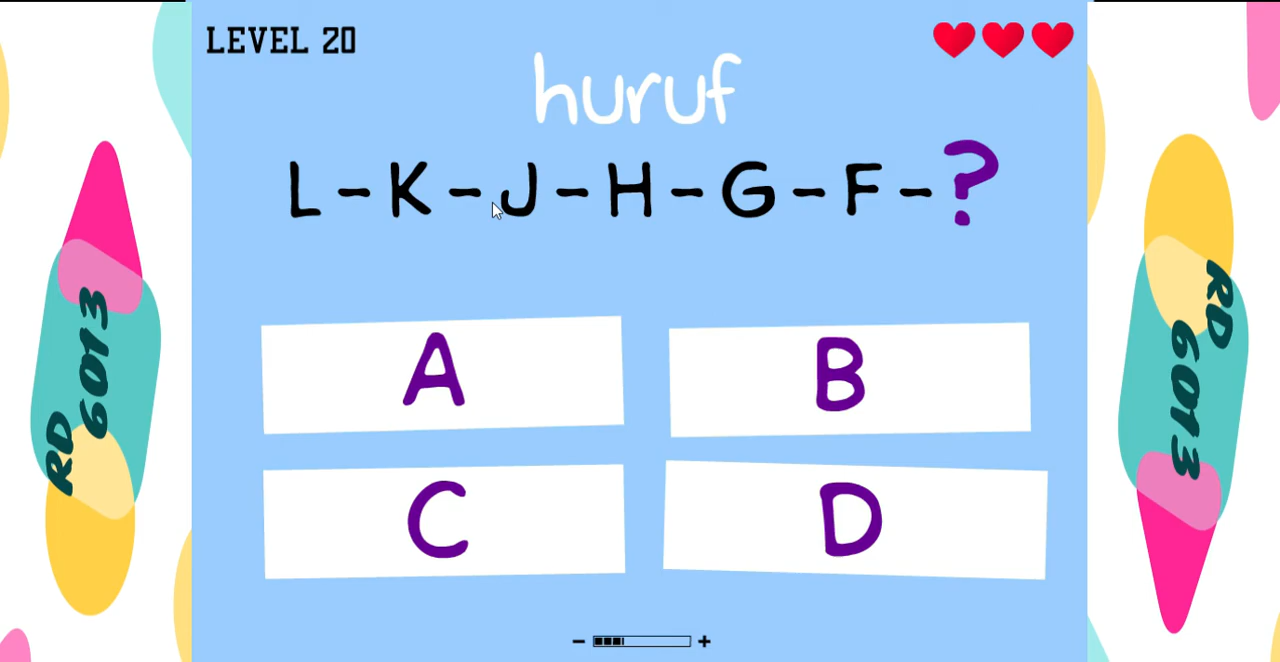 LEVEL 20
huruf
L-K-J-H-G-F-?
A
B
C
D
- +
RD
6013
RD
6013